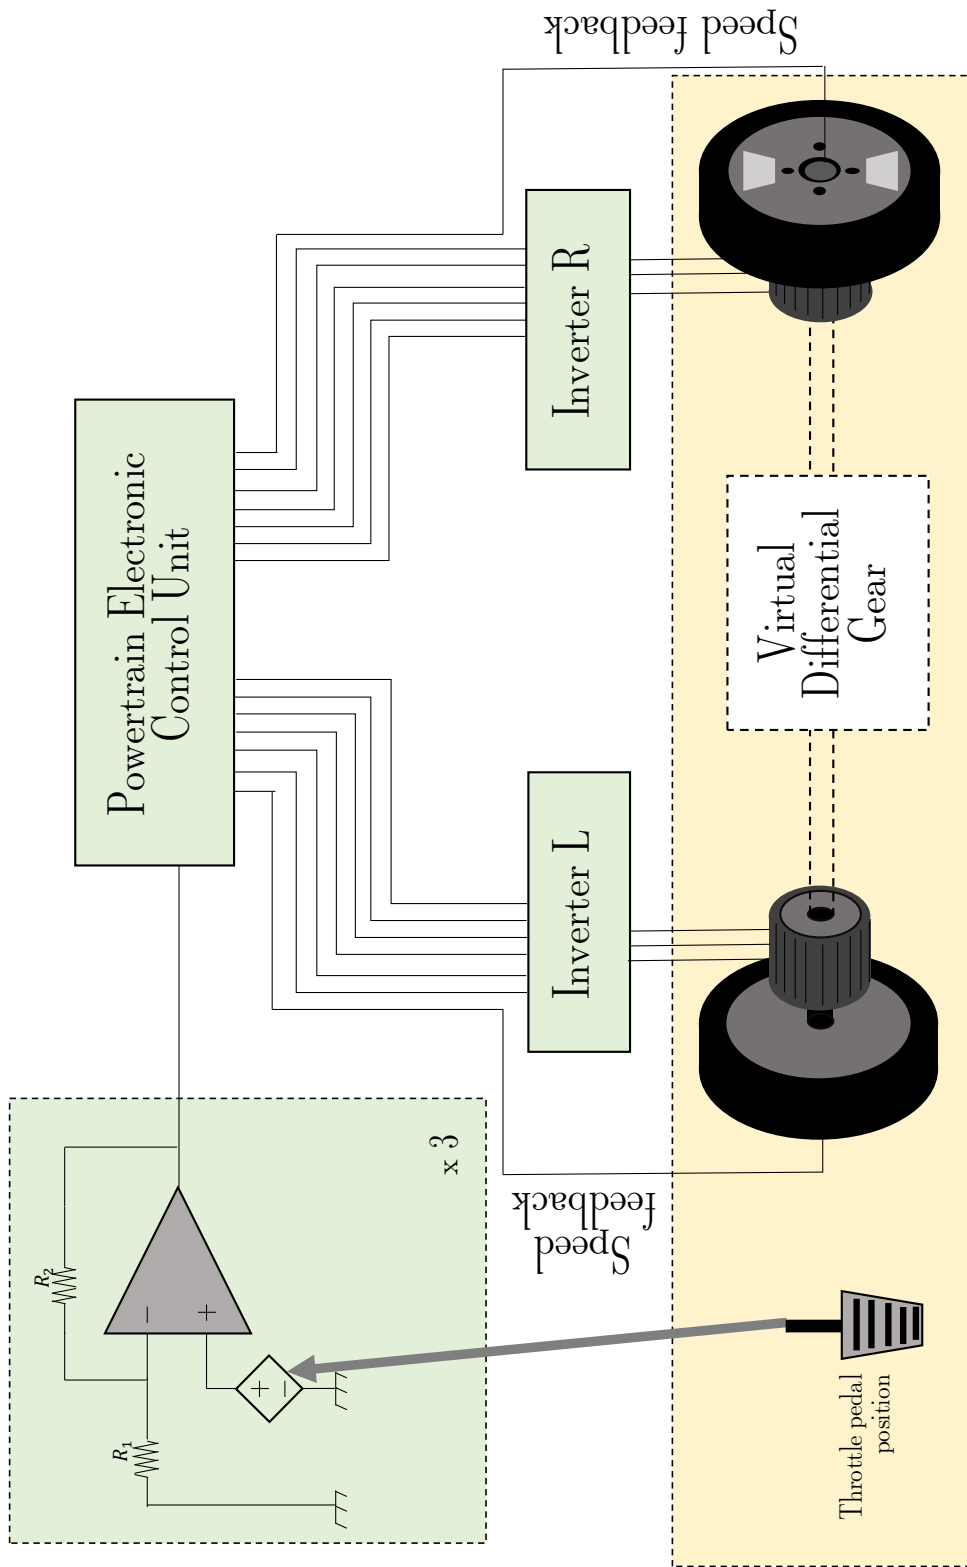 R₁
R₂
x 3
Powertrain Electronic
Control Unit
Speed
feedback
Speed feedback
Inverter L
Inverter R
Throttle pedal
position
Virtual
Differential
Gear